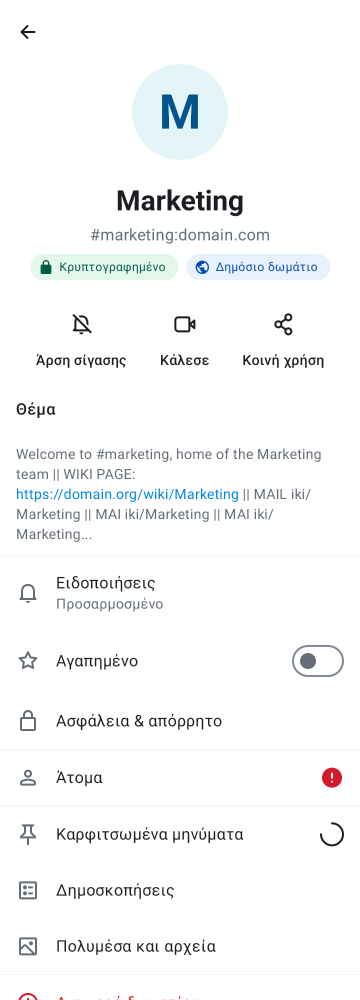 M
Marketing
#marketing:domain.com
Κρυπτογραφημένο
Δημόσιο δωμάτιο
Άρση σίγασης
Κάλεσε
Κοινή χρήση
Θέμα
Welcome to #marketing, home of the Marketing
team || WIKI PAGE:
https://domain.org/wiki/Marketing || MAIL iki/
Marketing || MAI iki/Marketing || MAI iki/
Marketing...
Ειδοποιήσεις
Προσαρμοσμένο
Αγαπημένο
Ασφάλεια & απόρρητο
Άτομα
Καρφιτσωμένα μηνύματα
Δημοσκοπήσεις
Πολυμέσα και αρχεία